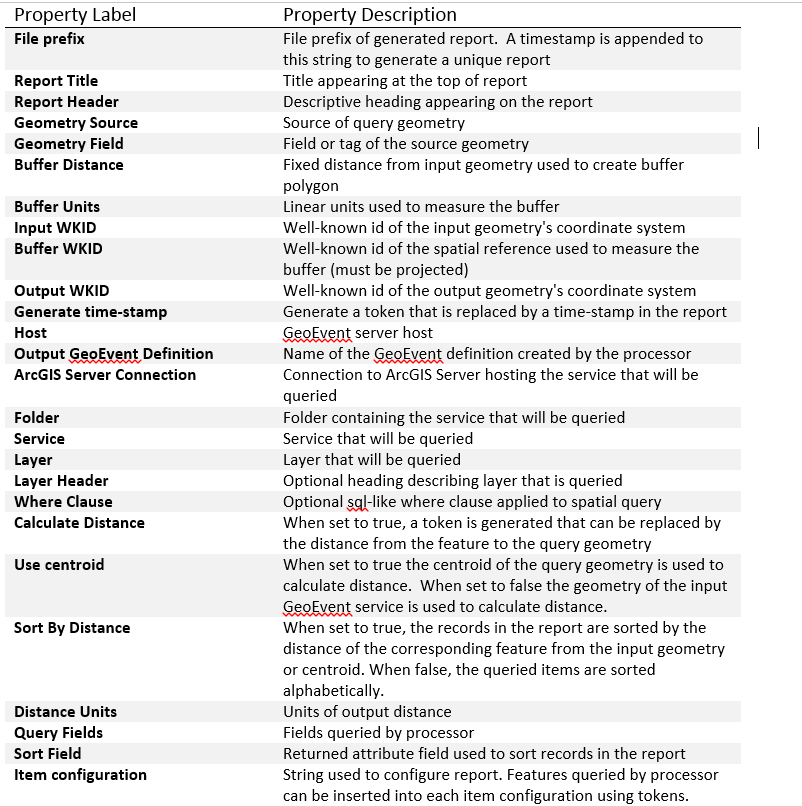 Property Label Property Description
File prefix File prefix of generated report.  A timestamp is appended to
this string to generate a unique report
Report Title Title appearing at the top of report
Report Header Descriptive heading appearing on the report
Geometry Source Source of query geometry
Geometry Field Field or tag of the source geometry
Buffer Distance Fixed distance from input geometry used to create buffer
polygon
Buffer Units Linear units used to measure the buffer
Input WKID Well-known id of the input geometry's coordinate system
Buffer WKID Well-known id of the spatial reference used to measure the
buffer (must be projected)
Output WKID Well-known id of the output geometry's coordinate system
Generate time-stamp Generate a token that is replaced by a time-stamp in the report
Host GeoEvent server host
Output GeoEvent Definition Name of the GeoEvent definition created by the processor
ArcGIS Server Connection Connection to ArcGIS Server hosting the service that will be
queried
Folder Folder containing the service that will be queried
Service Service that will be queried
Layer Layer that will be queried
Layer Header Optional heading describing layer that is queried
Where Clause Optional sql-like where clause applied to spatial query
Calculate Distance When set to true, a token is generated that can be replaced by
the distance from the feature to the query geometry
Use centroid When set to true the centroid of the query geometry is used to
calculate distance.  When set to false the geometry of the input
GeoEvent service is used to calculate distance.
Sort By Distance When set to true, the records in the report are sorted by the
distance of the corresponding feature from the input geometry
or centroid. When false, the queried items are sorted
alphabetically.
Distance Units Units of output distance
Query Fields Fields queried by processor
Sort Field Returned attribute field used to sort records in the report
Item configuration String used to configure report. Features queried by processor
can be inserted into each item configuration using tokens.